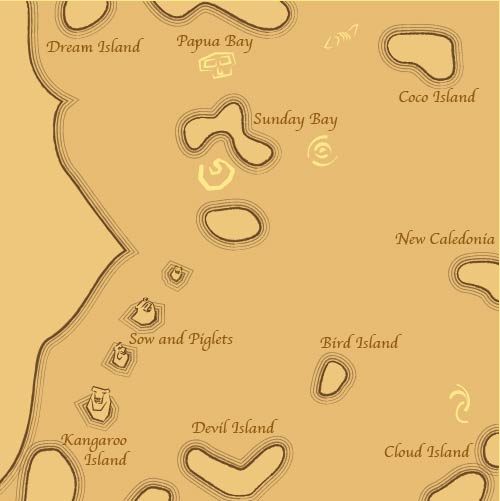 Dream Island
Papua Bay
Coco Island
Sunday Bay
New Caledonia
Sow and Piglets
Bird Island
Devil Island
Kangaroo
Island
Cloud Island